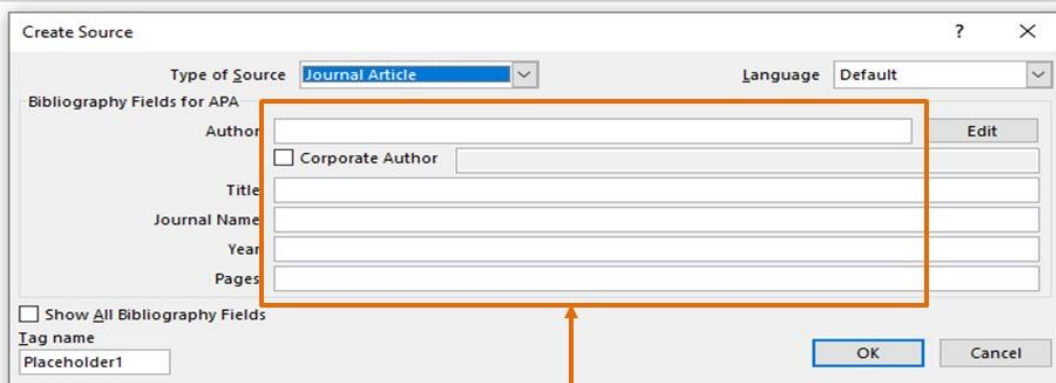 Create Source ?
Type of Source Journal Article Language Default
Bibliography Fields for APA
Author Edit
Corporate Author
Title
Journal Name
Year
Pages
Show All Bibliography Fields
Tag name
Placeholder1 OK Cancel